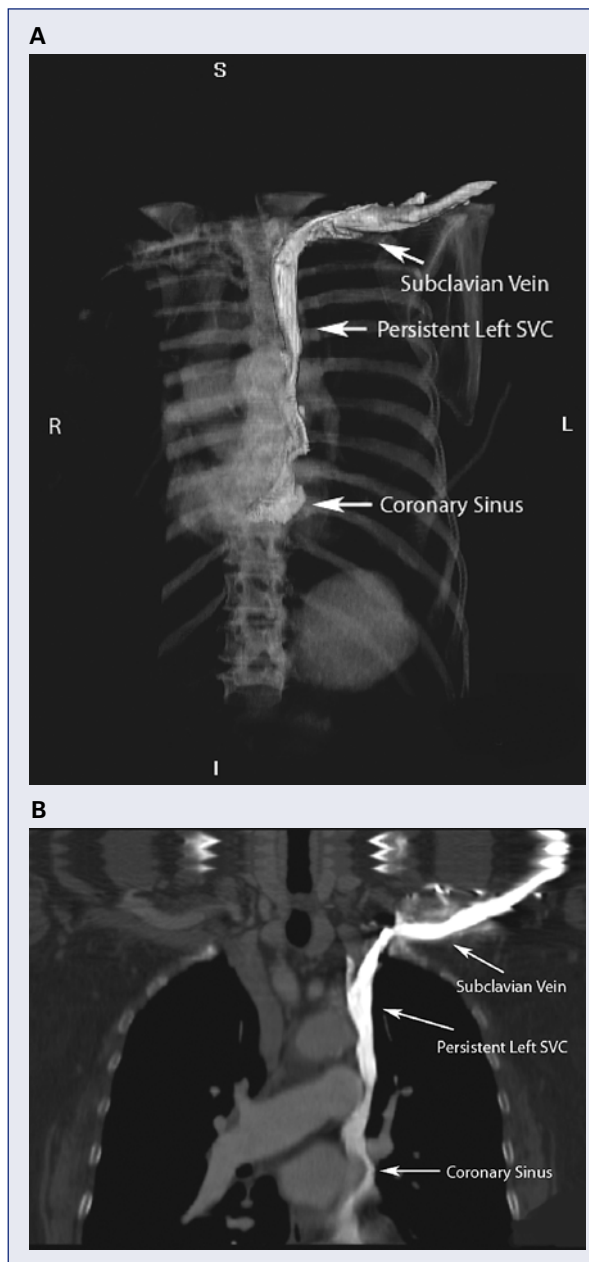 A
S
Subclavian Vein
Persistent Left SVC
R
L
Coronary Sinus
I
B
Subclavian Vein
Persistent Left SVC
Coronary Sinus